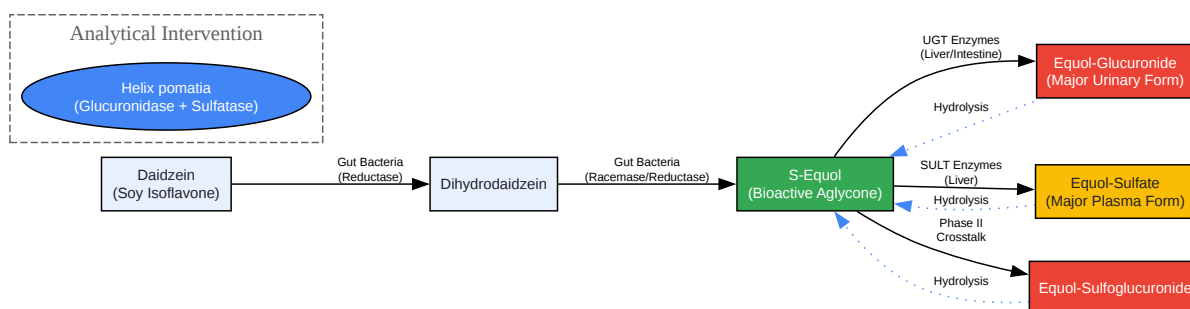 Analytical Intervention
Helix pomatia
(Glucuronidase + Sulfatase)
Daidzein
(Soy Isoflavone)
Gut Bacteria
(Reductase)
Dihydrodaidzein
Gut Bacteria
(Racemase/Reductase)
S-Equol
(Bioactive Aglycone)
UGT Enzymes
(Liver/Intestine)
Equol-Glucuronide
(Major Urinary Form)
Hydrolysis
SULT Enzymes
(Liver)
Equol-Sulfate
(Major Plasma Form)
Hydrolysis
Phase II
Crosstalk
Equol-Sulfoglucuronide
Hydrolysis